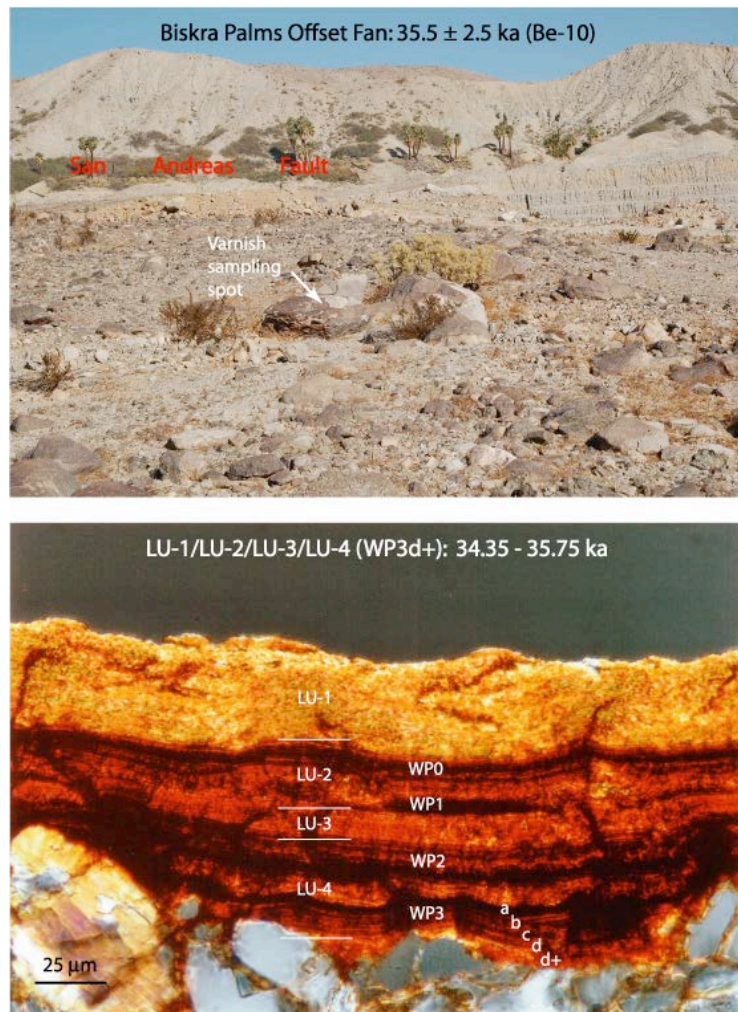 Biskra Palms Offset Fan: 35.5 ± 2.5 ka (Be-10)
San Andreas Fault
Varnish
sampling
spot
LU-1/LU-2/LU-3/LU-4 (WP3d+): 34.35 - 35.75 ka
LU-1
LU-2
WP0
WP1
LU-3
WP2
LU-4
WP3
a
b
c
d
d+
25 μm